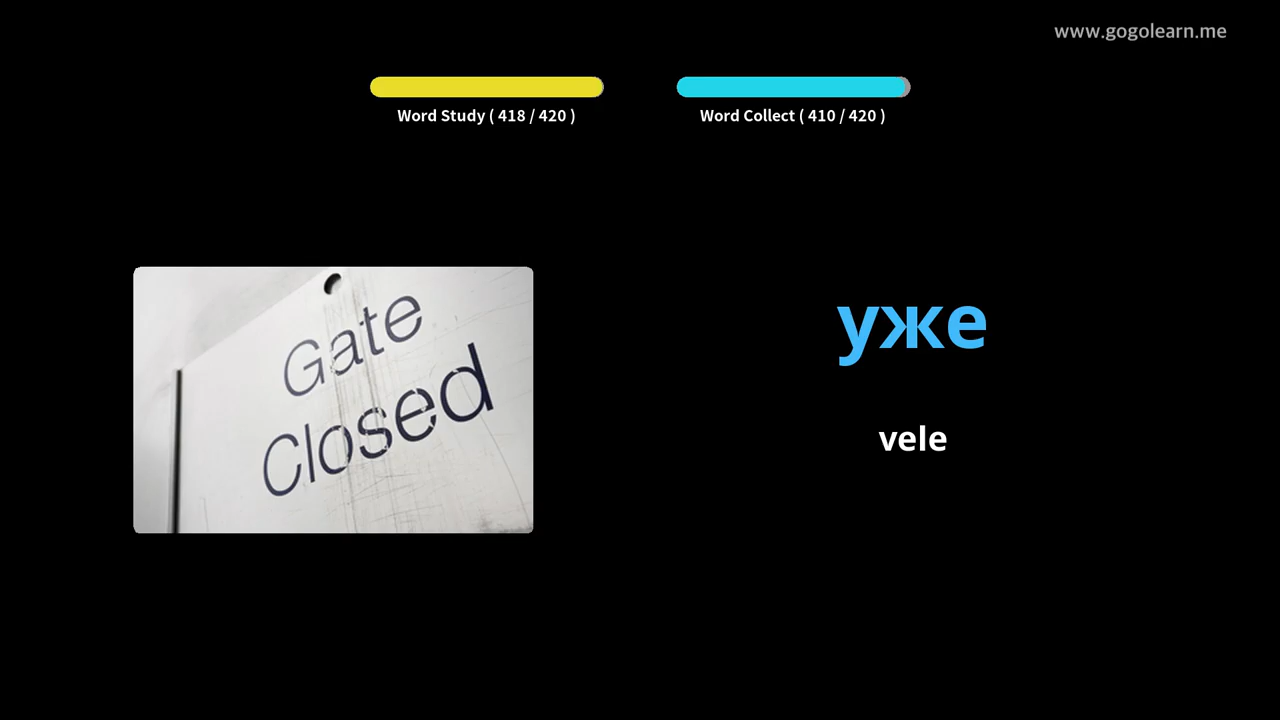 www.gogolearn.me
Word Study ( 418 / 420 )
Word Collect ( 410 / 420 )
Gate
Closed
уже
vele